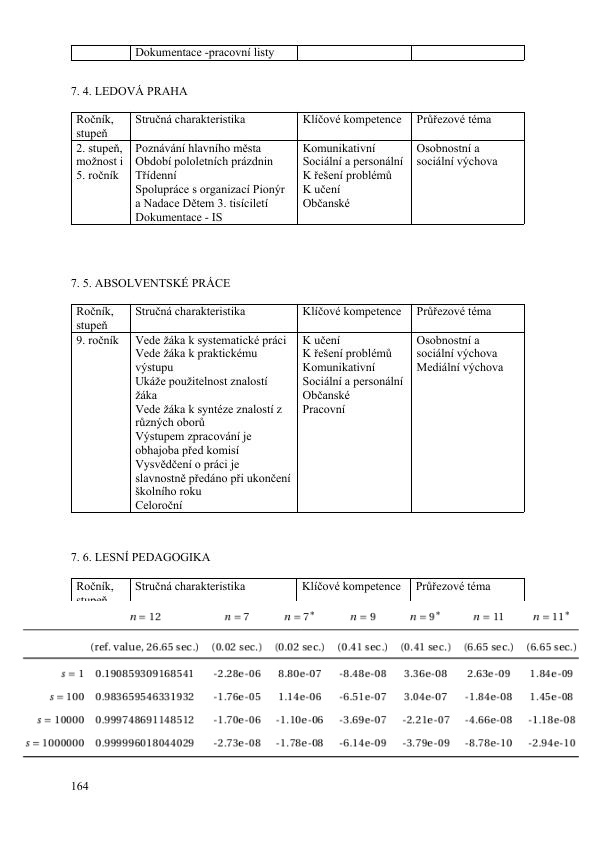 Dokumentace -pracovní listy
7. 4. LEDOVÁ PRAHA
Ročník, Stručná charakteristika Klíčové kompetence Průřezové téma
stupeň
2. stupeň, Poznávání hlavního města Komunikativní Osobnostní a
možnost i Období pololetních prázdnin Sociální a personální sociální výchova
5. ročník Třídenní K řešení problémů
Spolupráce s organizací Pionýr K učení
a Nadace Dětem 3. tisíciletí Občanské
Dokumentace - IS
7. 5. ABSOLVENTSKÉ PRÁCE
Ročník, Stručná charakteristika Klíčové kompetence Průřezové téma
stupeň
9. ročník Vede žáka k systematické práci K učení Osobnostní a
Vede žáka k praktickému K řešení problémů sociální výchova
výstupu Komunikativní Mediální výchova
Ukáže použitelnost znalostí Sociální a personální
žáka Občanské
Vede žáka k syntéze znalostí z Pracovní
různých oborů
Výstupem zpracování je
obhajoba před komisí
Vysvědčení o práci je
slavnostně předáno při ukončení
školního roku
Celoroční
7. 6. LESNÍ PEDAGOGIKA
Ročník, Stručná charakteristika Klíčové kompetence Průřezové téma
n = 12 n = 7 n = 7* n = 9 n = 9* n = 11 n = 11*
(ref. value, 26.65 sec.) (0.02 sec.) (0.02 sec.) (0.41 sec.) (0.41 sec.) (6.65 sec.) (6.65 sec.)
s = 1 0.190859309168541 -2.28e-06 8.80e-07 -8.48e-08 3.36e-08 2.63e-09 1.84e-09
s = 100 0.983659546331932 -1.76e-05 1.14e-06 -6.51e-07 3.04e-07 -1.84e-08 1.45e-08
s = 10000 0.999748691148512 -1.70e-06 -1.10e-06 -3.69e-07 -2.21e-07 -4.66e-08 -1.18e-08
s = 1000000 0.999996018044029 -2.73e-08 -1.78e-08 -6.14e-09 -3.79e-09 -8.78e-10 -2.94e-10
164